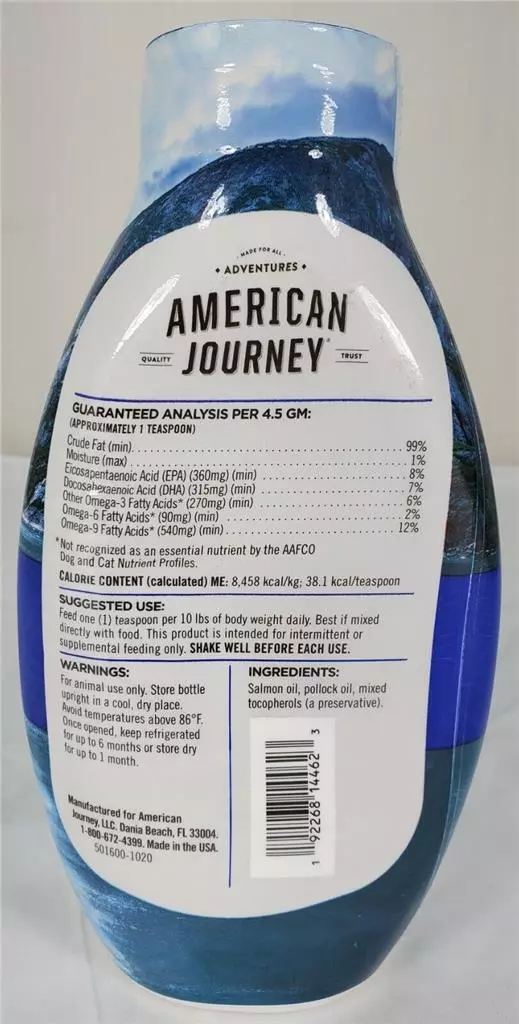 MADE FOR ALL
• ADVENTURES •
AMERICAN
QUALITY JOURNEY® TRUST
GUARANTEED ANALYSIS PER 4.5 GM:
(APPROXIMATELY 1 TEASPOON)
Crude Fat (min) 99%
Moisture (max) 1%
Eicosapentaenoic Acid (EPA) (360mg) (min) 8%
Docosahexaenoic Acid (DHA) (315mg) (min) 7%
Other Omega-3 Fatty Acids* (270mg) (min) 6%
Omega-6 Fatty Acids* (90mg) (min) 2%
Omega-9 Fatty Acids* (540mg) (min) 12%
*Not recognized as an essential nutrient by the AAFCO
Dog and Cat Nutrient Profiles.
CALORIE CONTENT (calculated) ME: 8,458 kcal/kg; 38.1 kcal/teaspoon
SUGGESTED USE:
Feed one (1) teaspoon per 10 lbs of body weight daily. Best if mixed
directly with food. This product is intended for intermittent or
supplemental feeding only. SHAKE WELL BEFORE EACH USE.
WARNINGS:
For animal use only. Store bottle
upright in a cool, dry place.
Avoid temperatures above 86°F.
Once opened, keep refrigerated
for up to 6 months or store dry
for up to 1 month.
Manufactured for American
Journey, LLC. Dania Beach, FL 33004.
1-800-672-4399. Made in the USA.
501600-1020
INGREDIENTS:
Salmon oil, pollock oil, mixed
tocopherols (a preservative).
1 92268 14462 3